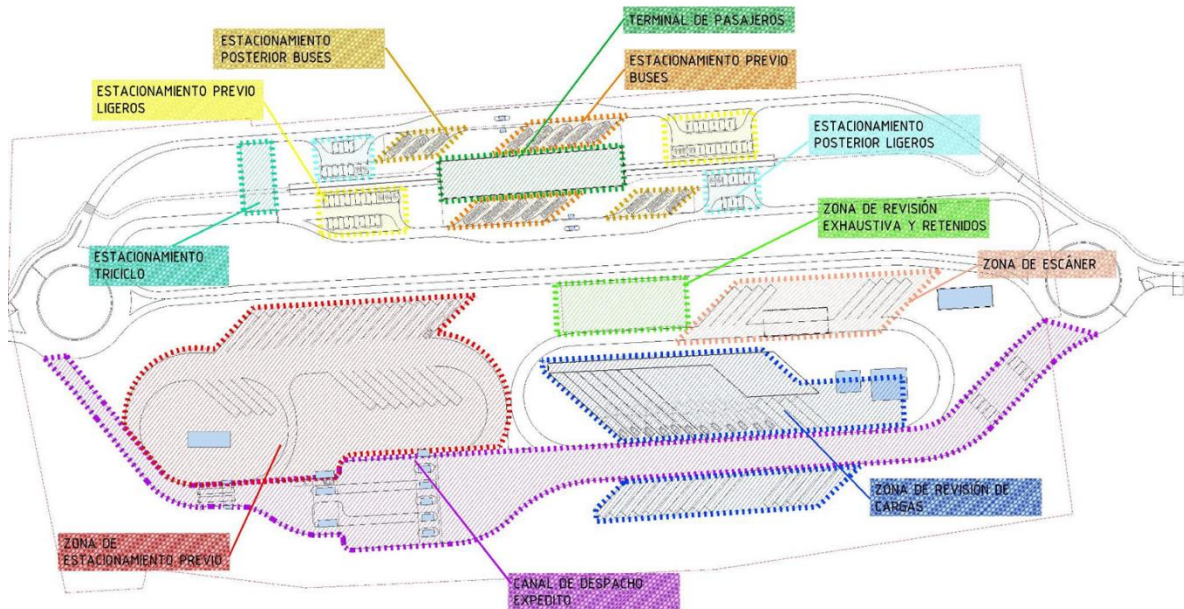 TERMINAL DE PASAJEROS
ESTACIONAMIENTO
POSTERIOR BUSES
ESTACIONAMIENTO PREVIO
BUSES
ESTACIONAMIENTO PREVIO
LIGEROS
ESTACIONAMIENTO
POSTERIOR LIGEROS
ZONA DE REVISIÓN
EXHAUSTIVA Y RETENIDOS
ESTACIONAMIENTO
TRICICLO
ZONA DE ESCÁNER
ZONA DE REVISIÓN DE
CARGAS
ZONA DE
ESTACIONAMIENTO PREVIO
CANAL DE DESPACHO
EXPEDITO